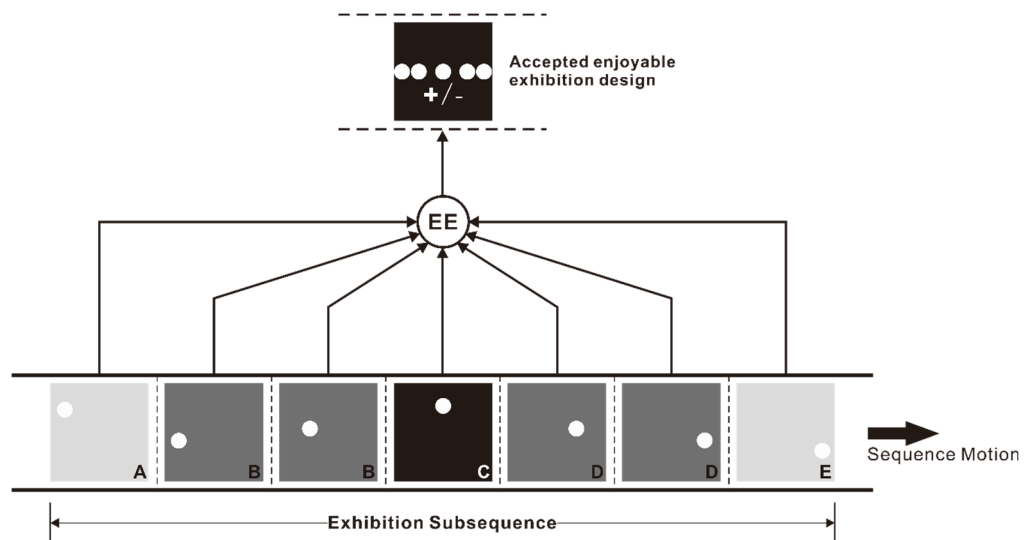 Accepted enjoyable
exhibition design
+/-
EE
A
B
B
C
D
D
E
Sequence Motion
Exhibition Subsequence